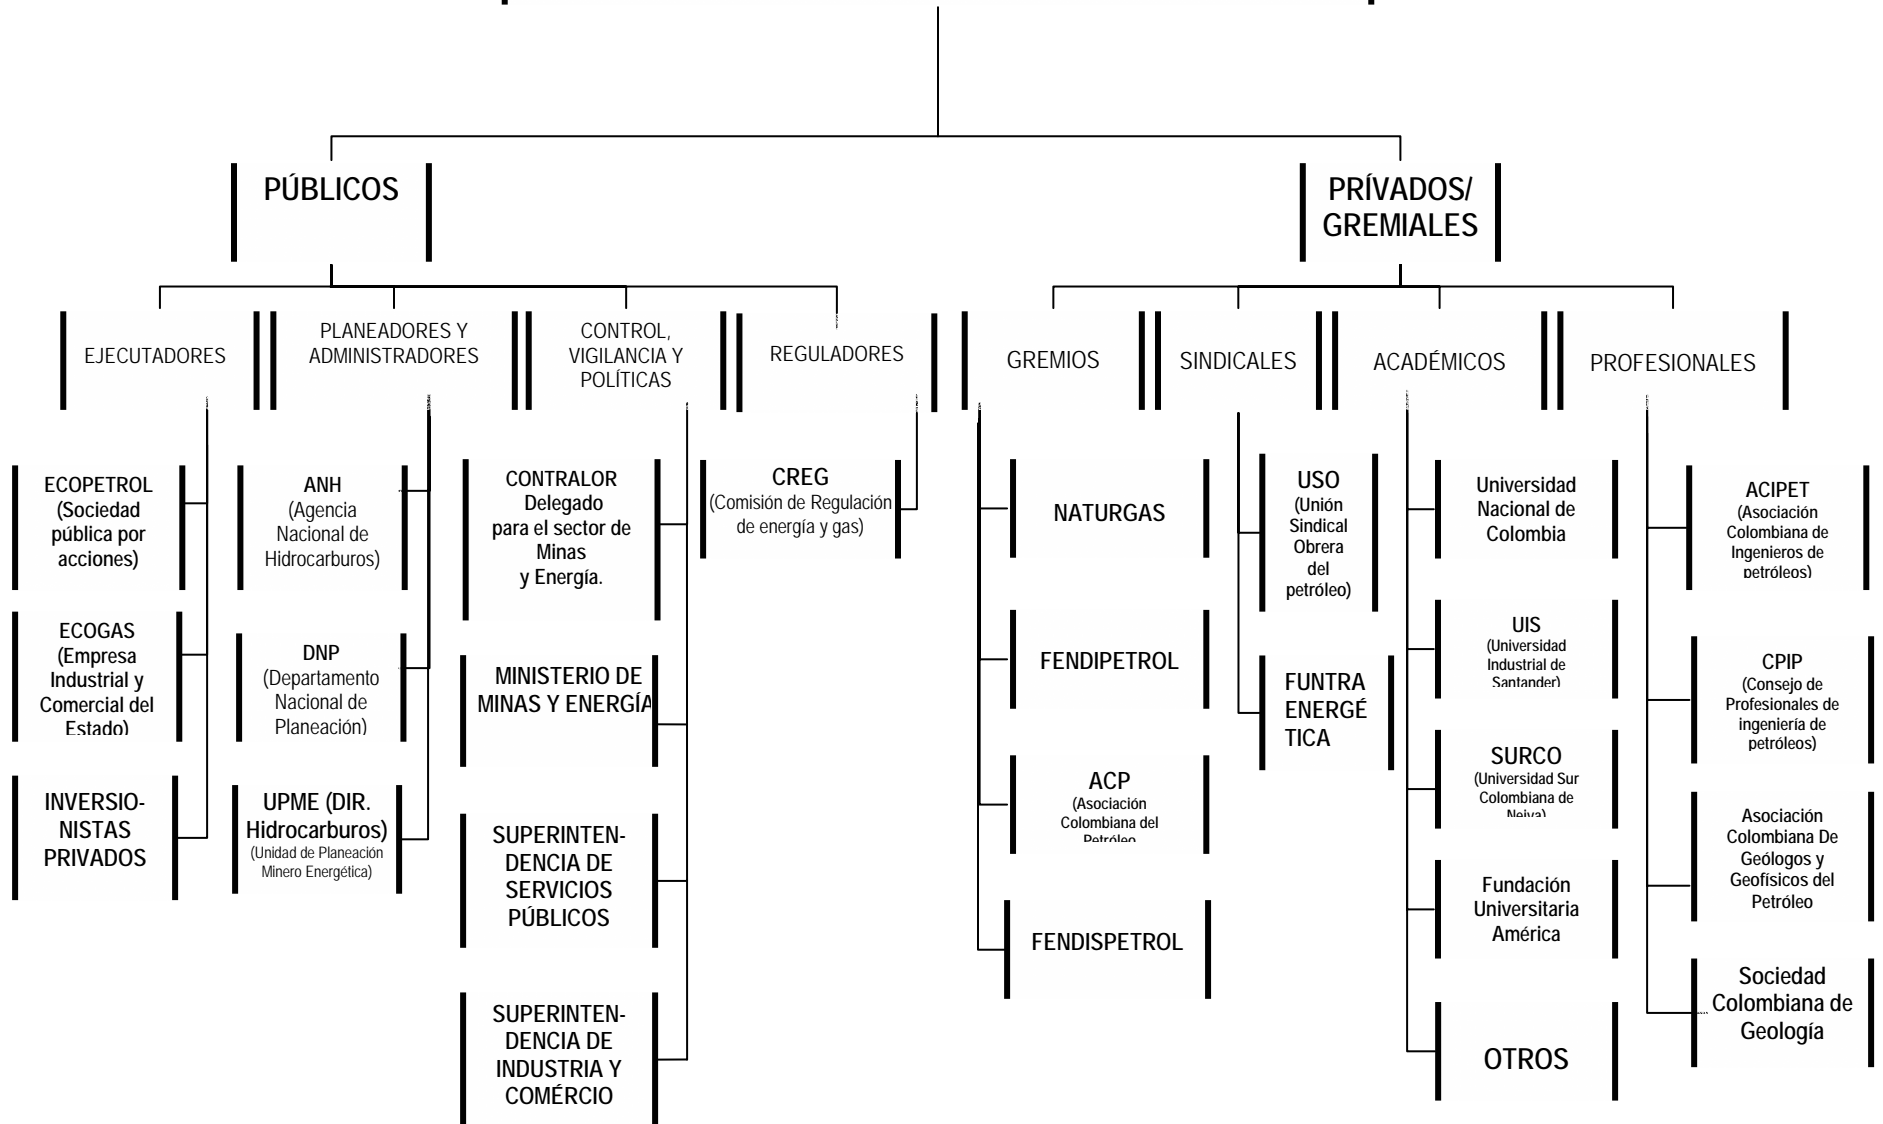 PÚBLICOS
PRÍVADOS/
GREMIALES
EJECUTADORES
PLANEADORES Y
ADMINISTRADORES
CONTROL,
VIGILANCIA Y
POLÍTICAS
REGULADORES
GREMIOS
SINDICALES
ACADÉMICOS
PROFESIONALES
ECOPETROL
(Sociedad
pública por
acciones)
ECOGAS
(Empresa
Industrial y
Comercial del
Estado)
INVERSIO-
NISTAS
PRIVADOS
ANH
(Agencia
Nacional de
Hidrocarburos)
DNP
(Departamento
Nacional de
Planeación)
UPME (DIR.
Hidrocarburos)
(Unidad de Planeación
Minero Energética)
CONTRALOR
Delegado
para el sector de
Minas
y Energía.
MINISTERIO DE
MINAS Y ENERGÍA
SUPERINTEN-
DENCIA DE
SERVICIOS
PÚBLICOS
SUPERINTEN-
DENCIA DE
INDUSTRIA Y
COMÉRCIO
CREG
(Comisión de Regulación
de energía y gas)
NATURGAS
FENDIPETROL
ACP
(Asociación
Colombiana del
Petróleo
FENDISPETROL
USO
(Unión
Sindical
Obrera
del
petróleo)
FUNTRA
ENERGÉ
TICA
Universidad
Nacional de
Colombia
UIS
(Universidad
Industrial de
Santander)
SURCO
(Universidad Sur
Colombiana de
Neiva)
Fundación
Universitaria
América
OTROS
ACIPET
(Asociación
Colombiana de
Ingenieros de
petróleos)
CPIP
(Consejo de
Profesionales de
ingeniería de
petróleos)
Asociación
Colombiana De
Geólogos y
Geofísicos del
Petróleo
Sociedad
Colombiana de
Geología